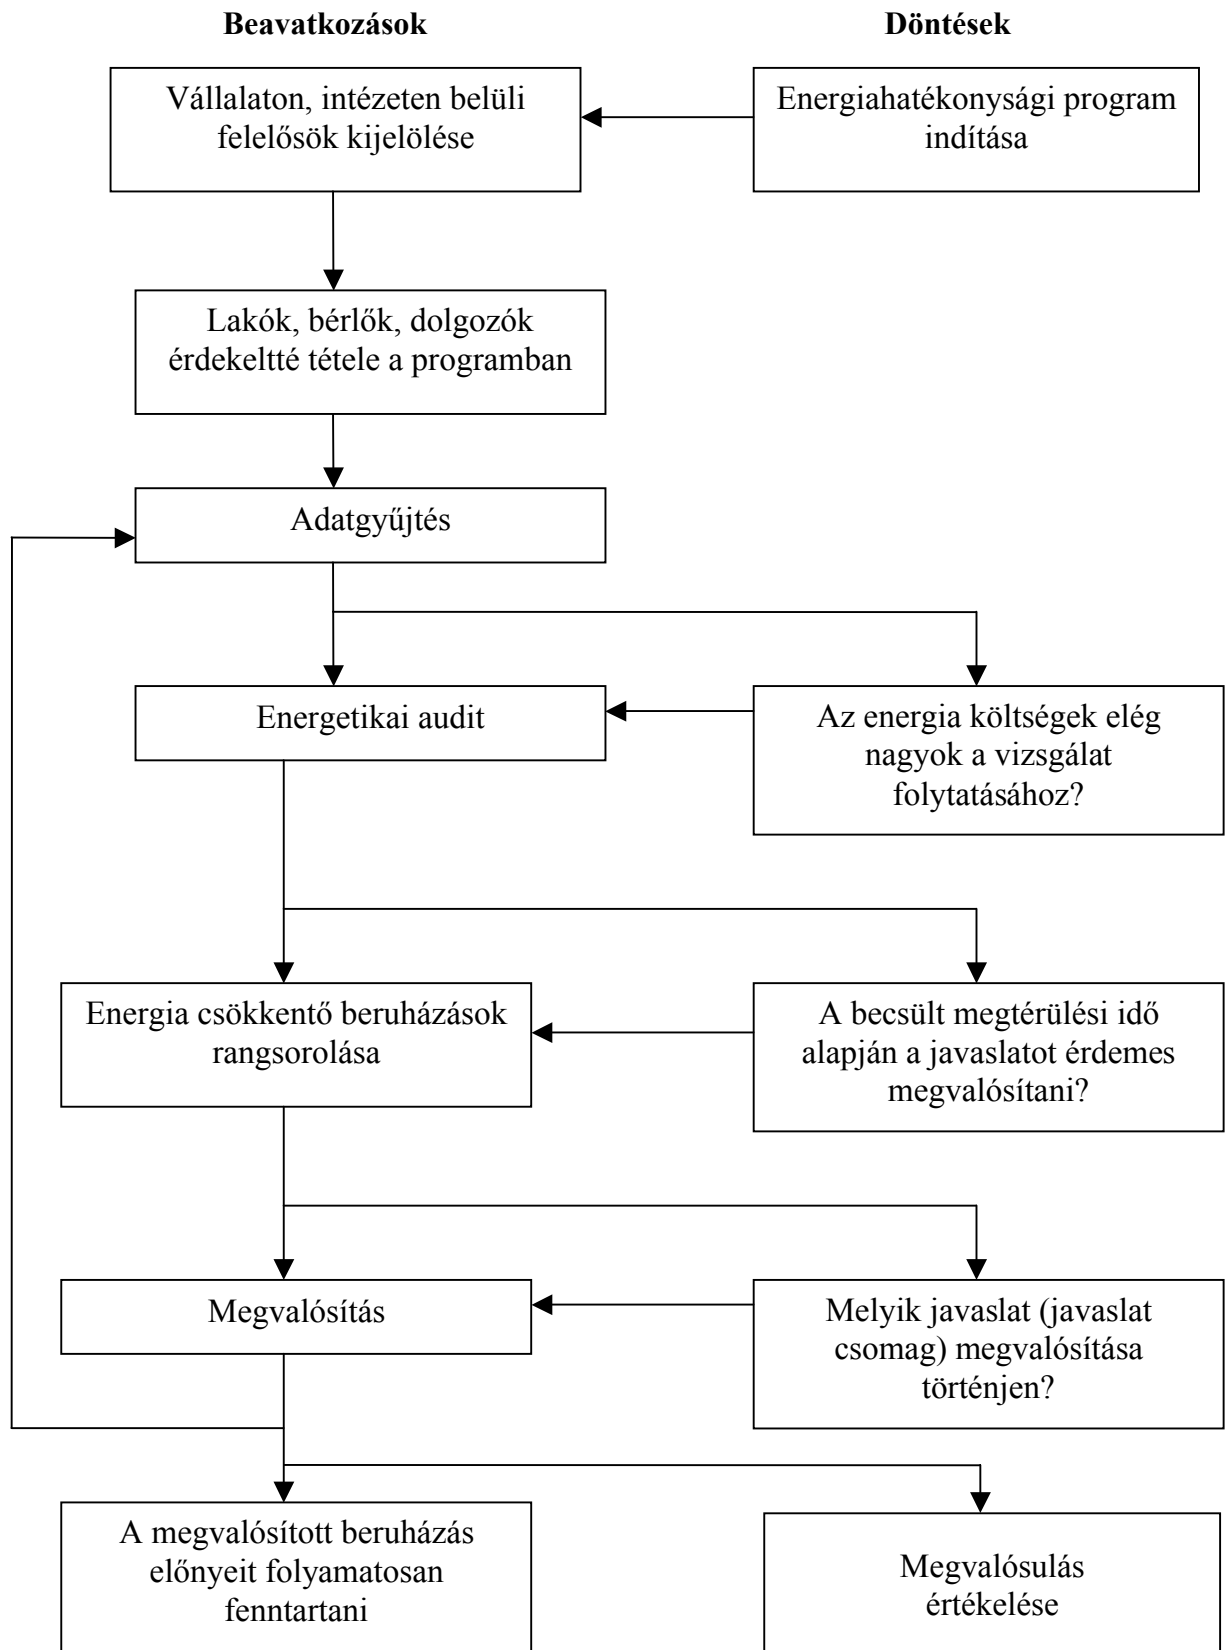 Beavatkozások
Döntések
Vállalaton, intézeten belüli
felelősök kijelölése
Energiahatékonysági program
indítása
Lakók, bérlők, dolgozók
érdekeltté tétele a programban
Adatgyűjtés
Energetikai audit
Az energia költségek elég
nagyok a vizsgálat
folytatásához?
Energia csökkentő beruházások
rangsorolása
A becsült megtérülési idő
alapján a javaslatot érdemes
megvalósítani?
Megvalósítás
Melyik javaslat (javaslat
csomag) megvalósítása
történjen?
A megvalósított beruházás
előnyeit folyamatosan
fenntartani
Megvalósulás
értékelése